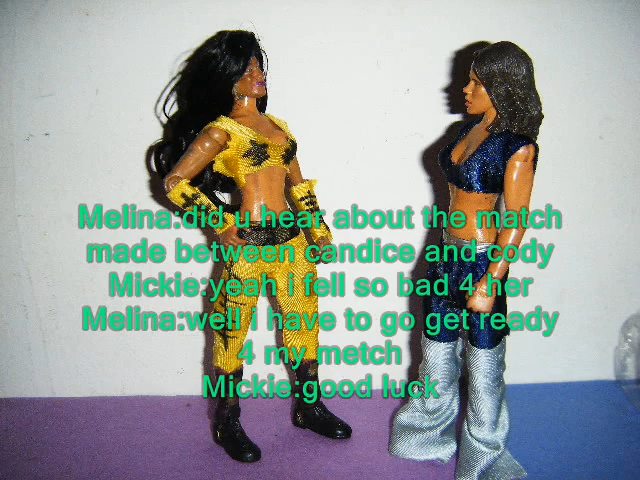 Melina:did u hear about the match
made between candice and cody
Mickie:yeah i fell so bad 4 her
Melina:well i have to go get ready
4 my metch
Mickie:good luck